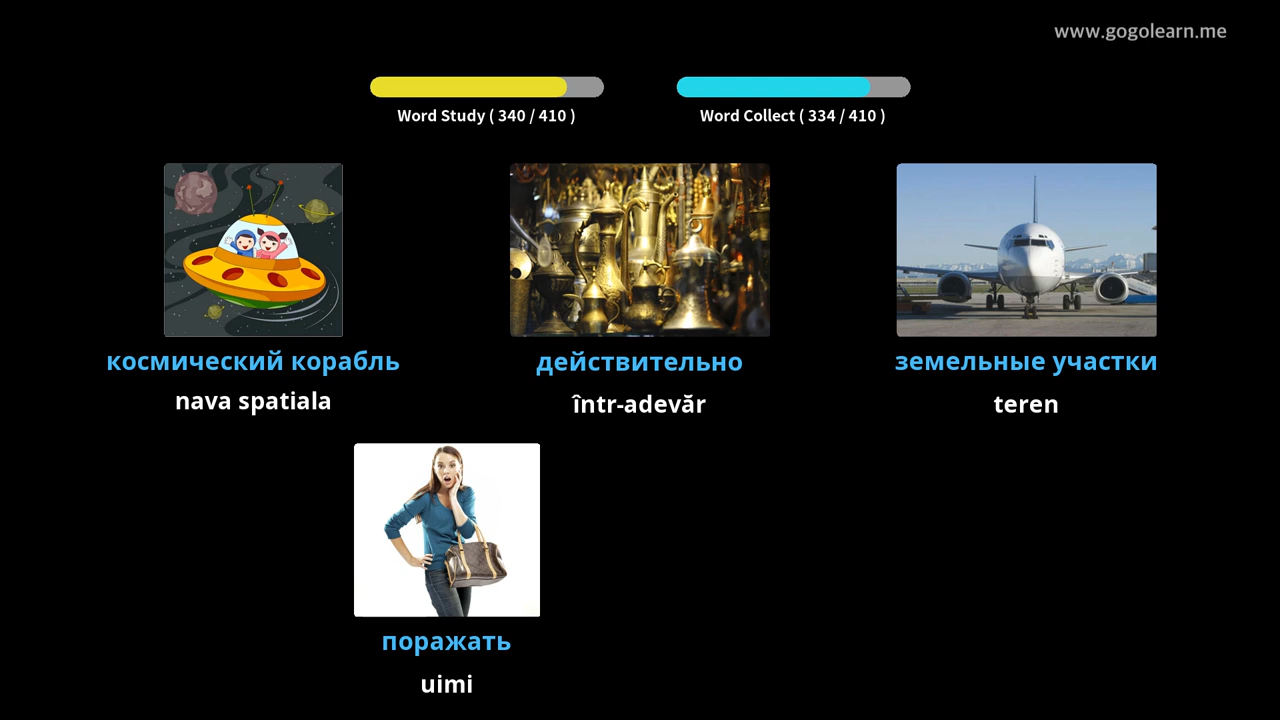 www.gogolearn.me
Word Study ( 340 / 410 )
Word Collect ( 334 / 410 )
космический корабль
nava spatiala
действительно
într-adevăr
земельные участки
teren
поражать
uimi